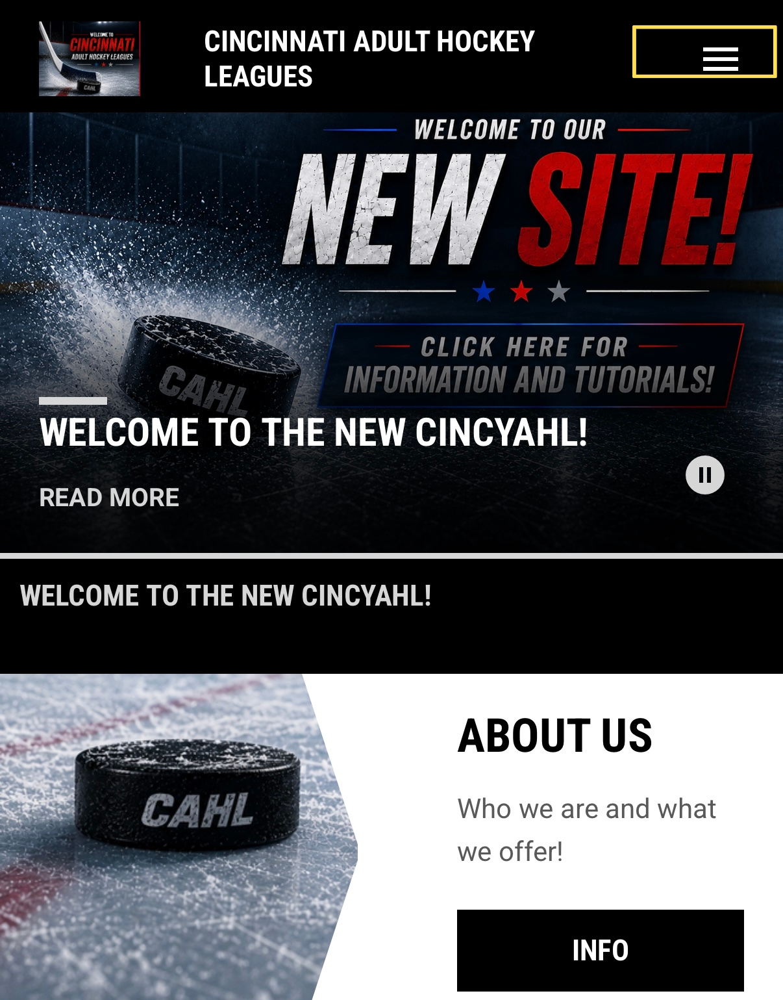 WELCOME TO
CINCINNATI
ADULT HOCKEY LEAGUES
CAHL
CINCINNATI ADULT HOCKEY
LEAGUES
WELCOME TO OUR
NEW SITE!
CLICK HERE FOR
INFORMATION AND TUTORIALS!
CAHL
WELCOME TO THE NEW CINCYAHL!
READ MORE
WELCOME TO THE NEW CINCYAHL!
CAHL
ABOUT US
Who we are and what
we offer!
INFO